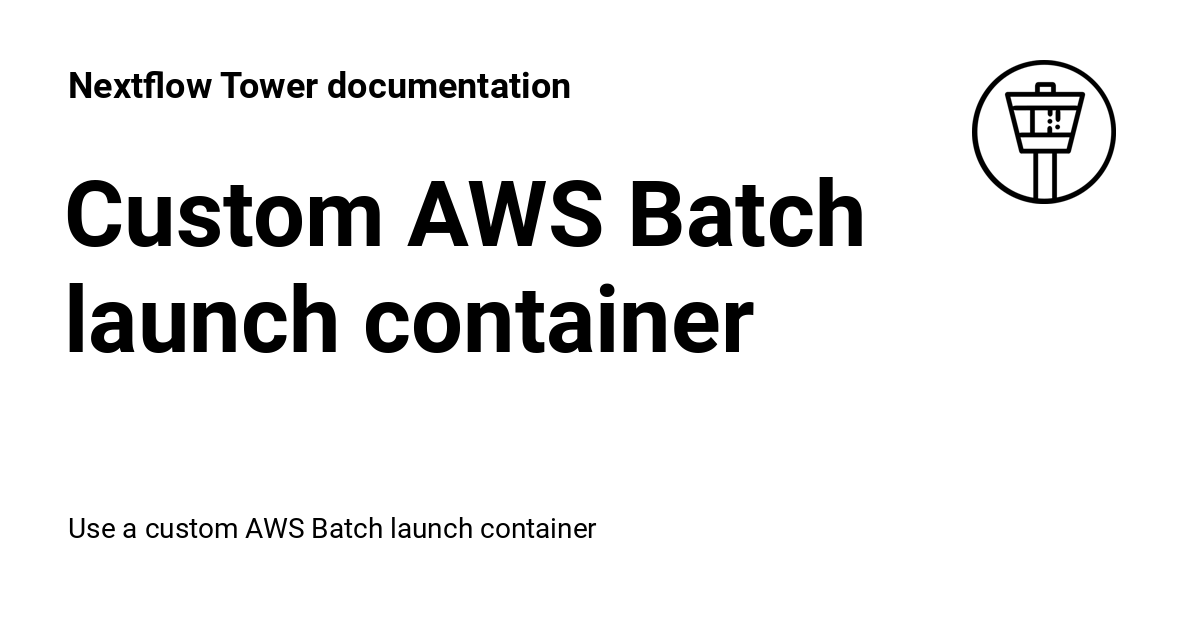 Nextflow Tower documentation
Custom AWS Batch
launch container
Use a custom AWS Batch launch container